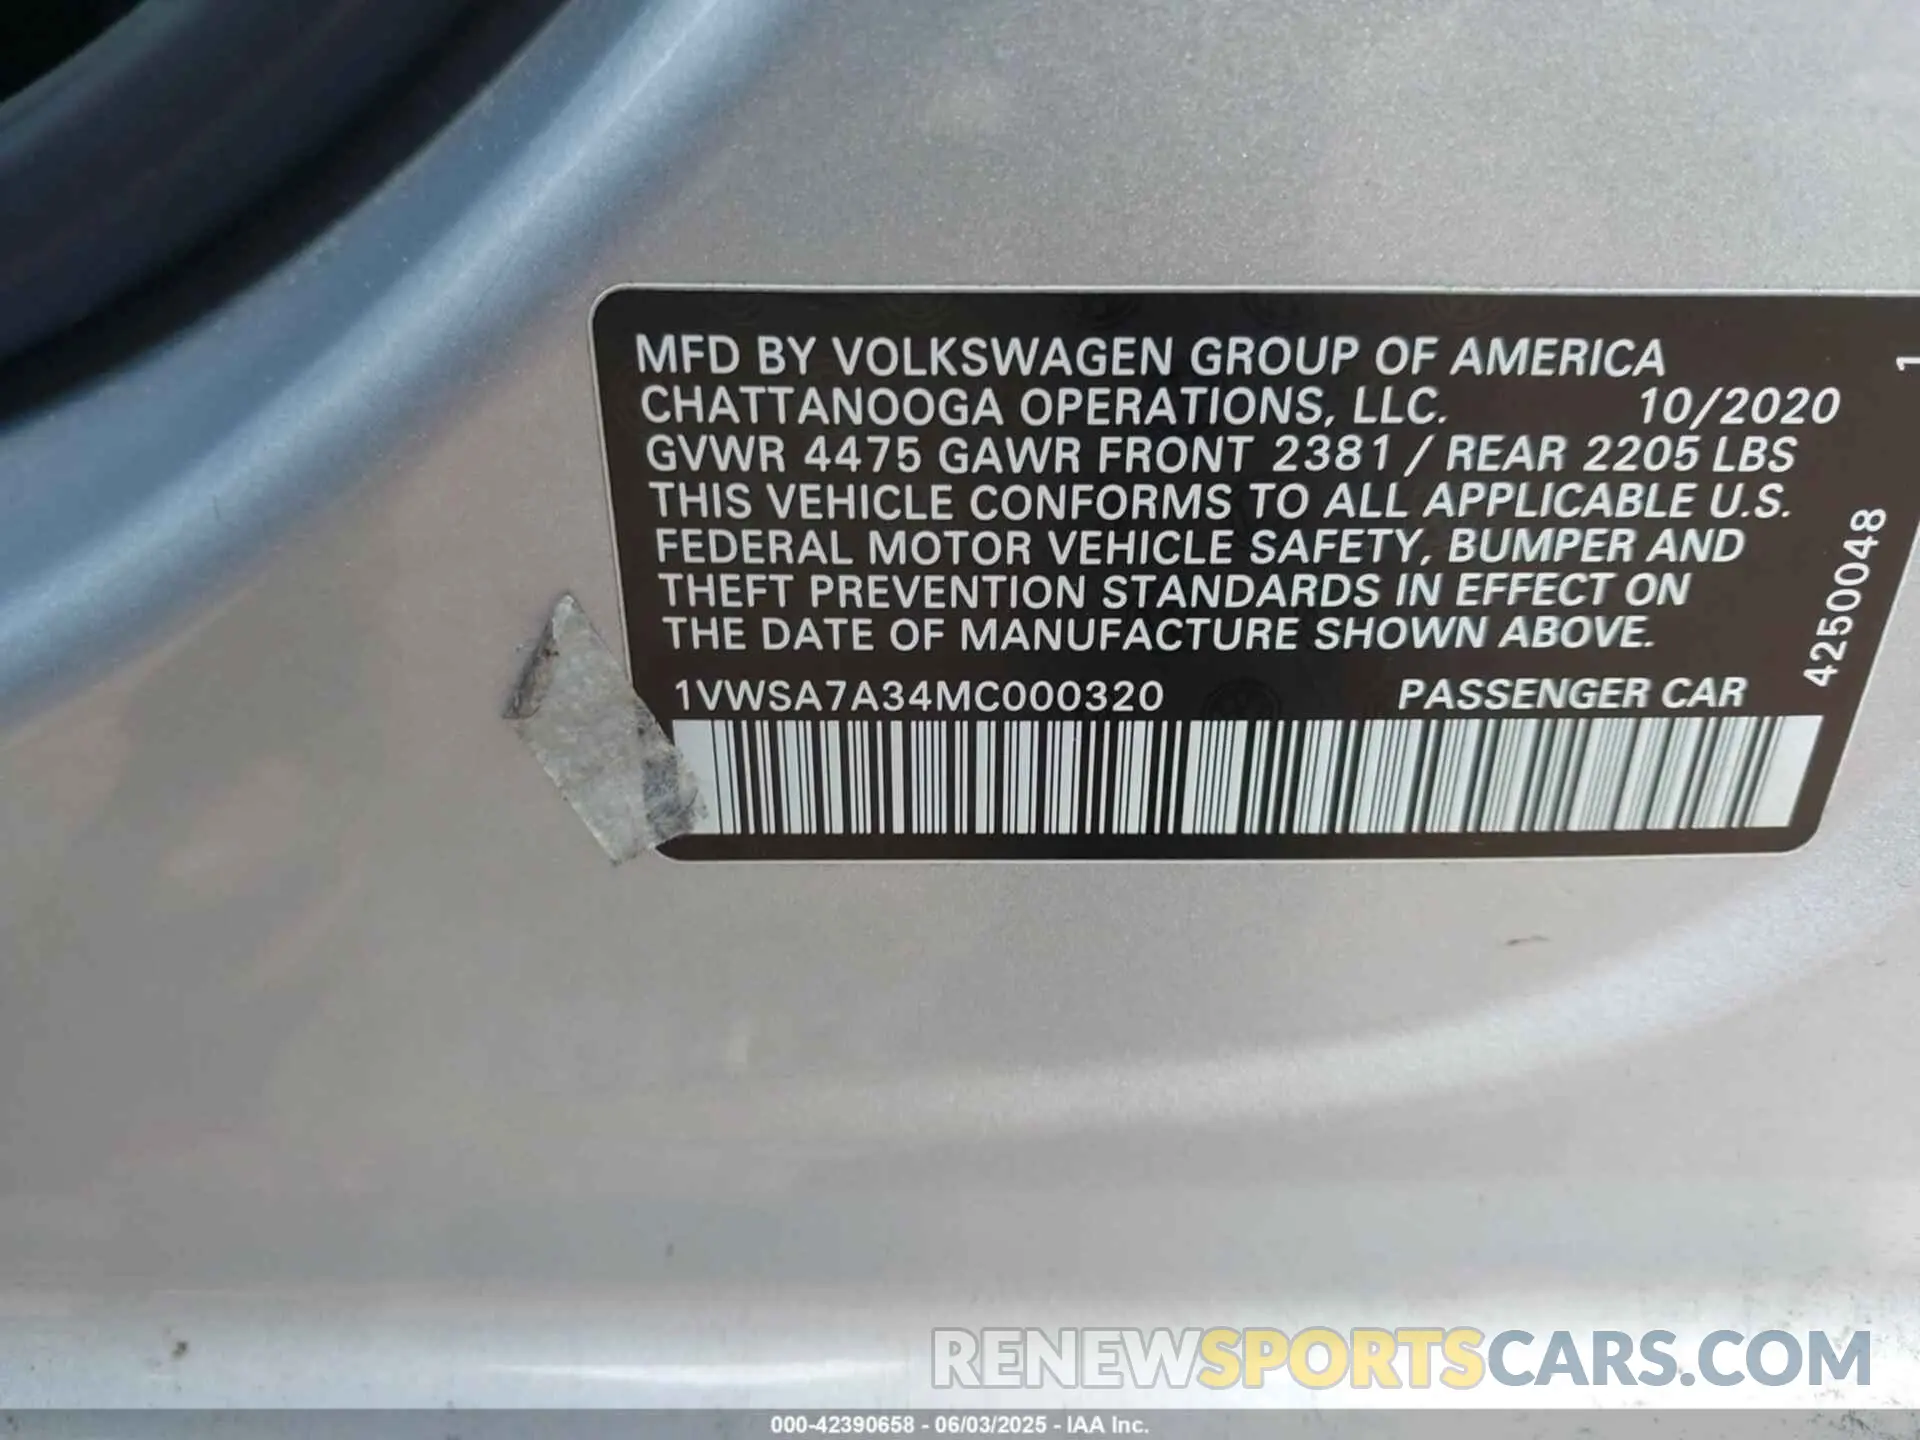 MFD BY VOLKSWAGEN GROUP OF AMERICA
CHATTANOOGA OPERATIONS, LLC. 10/2020
GVWR 4475 GAWR FRONT 2381 / REAR 2205 LBS
THIS VEHICLE CONFORMS TO ALL APPLICABLE U.S.
FEDERAL MOTOR VEHICLE SAFETY, BUMPER AND
THEFT PREVENTION STANDARDS IN EFFECT ON
THE DATE OF MANUFACTURE SHOWN ABOVE.
1VWSA7A34MC000320 PASSENGER CAR
4250048
1
RENEWSPORTSCARS.COM
000-42390658 - 06/03/2025 - IAA Inc.